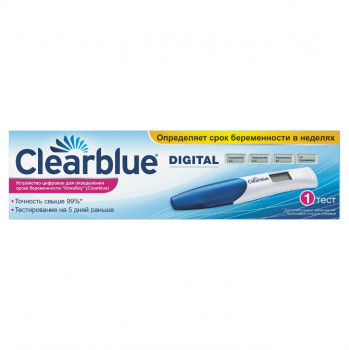 Определяет срок беременности в неделях
Clearblue
DIGITAL
Устройство цифровое для определения
срока беременности "Клиаблу" (Clearblue)
• Точность свыше 99%*
• Тестирование на 5 дней раньше
1 тест